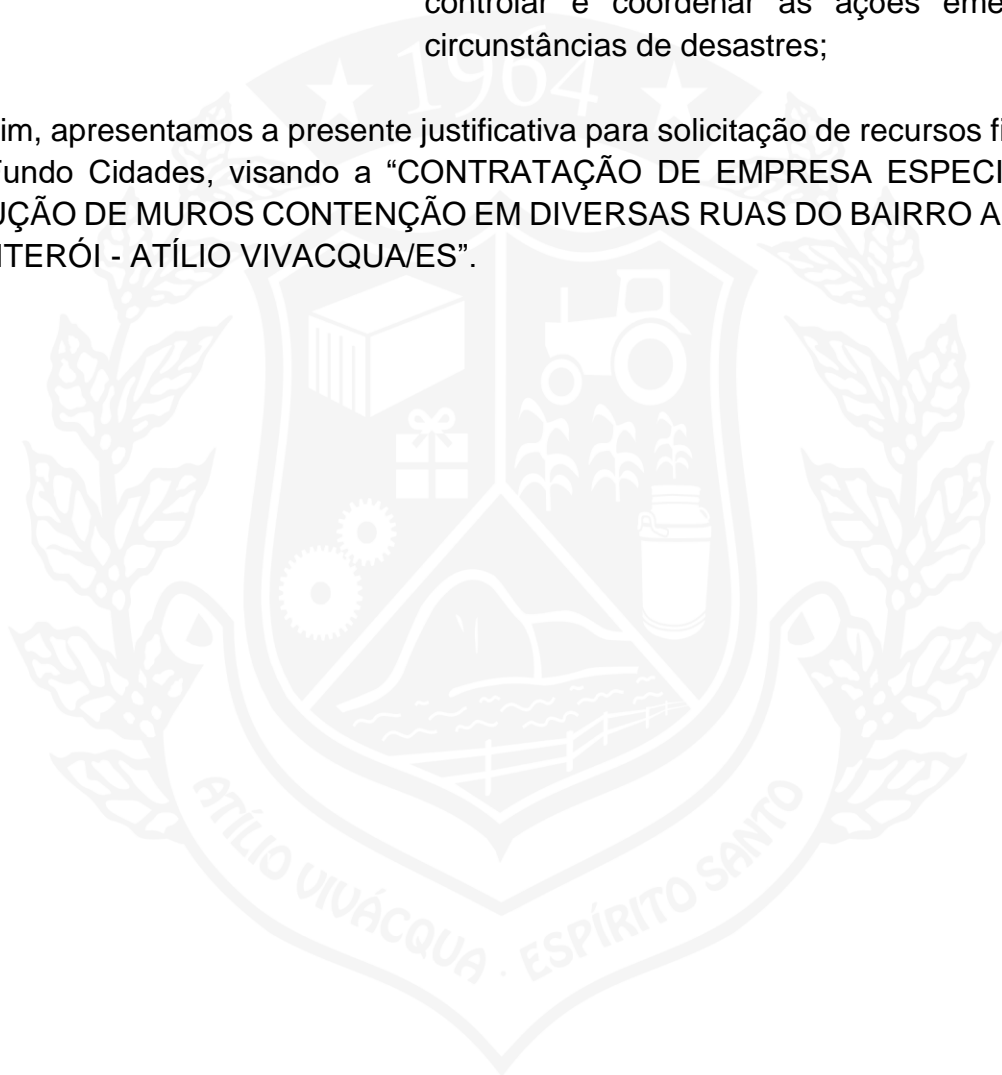 controlar e coordenar as ações eme
circunstâncias de desastres;
1964
im, apresentamos a presente justificativa para solicitação de recursos fi
undo Cidades, visando a “CONTRATAÇÃO DE EMPRESA ESPECI
UÇÃO DE MUROS CONTENÇÃO EM DIVERSAS RUAS DO BAIRRO A
ITERÓI - ATÍLIO VIVACQUA/ES”.
ATÍLIO VIVÁCQUA · ESPÍRITO SANTO